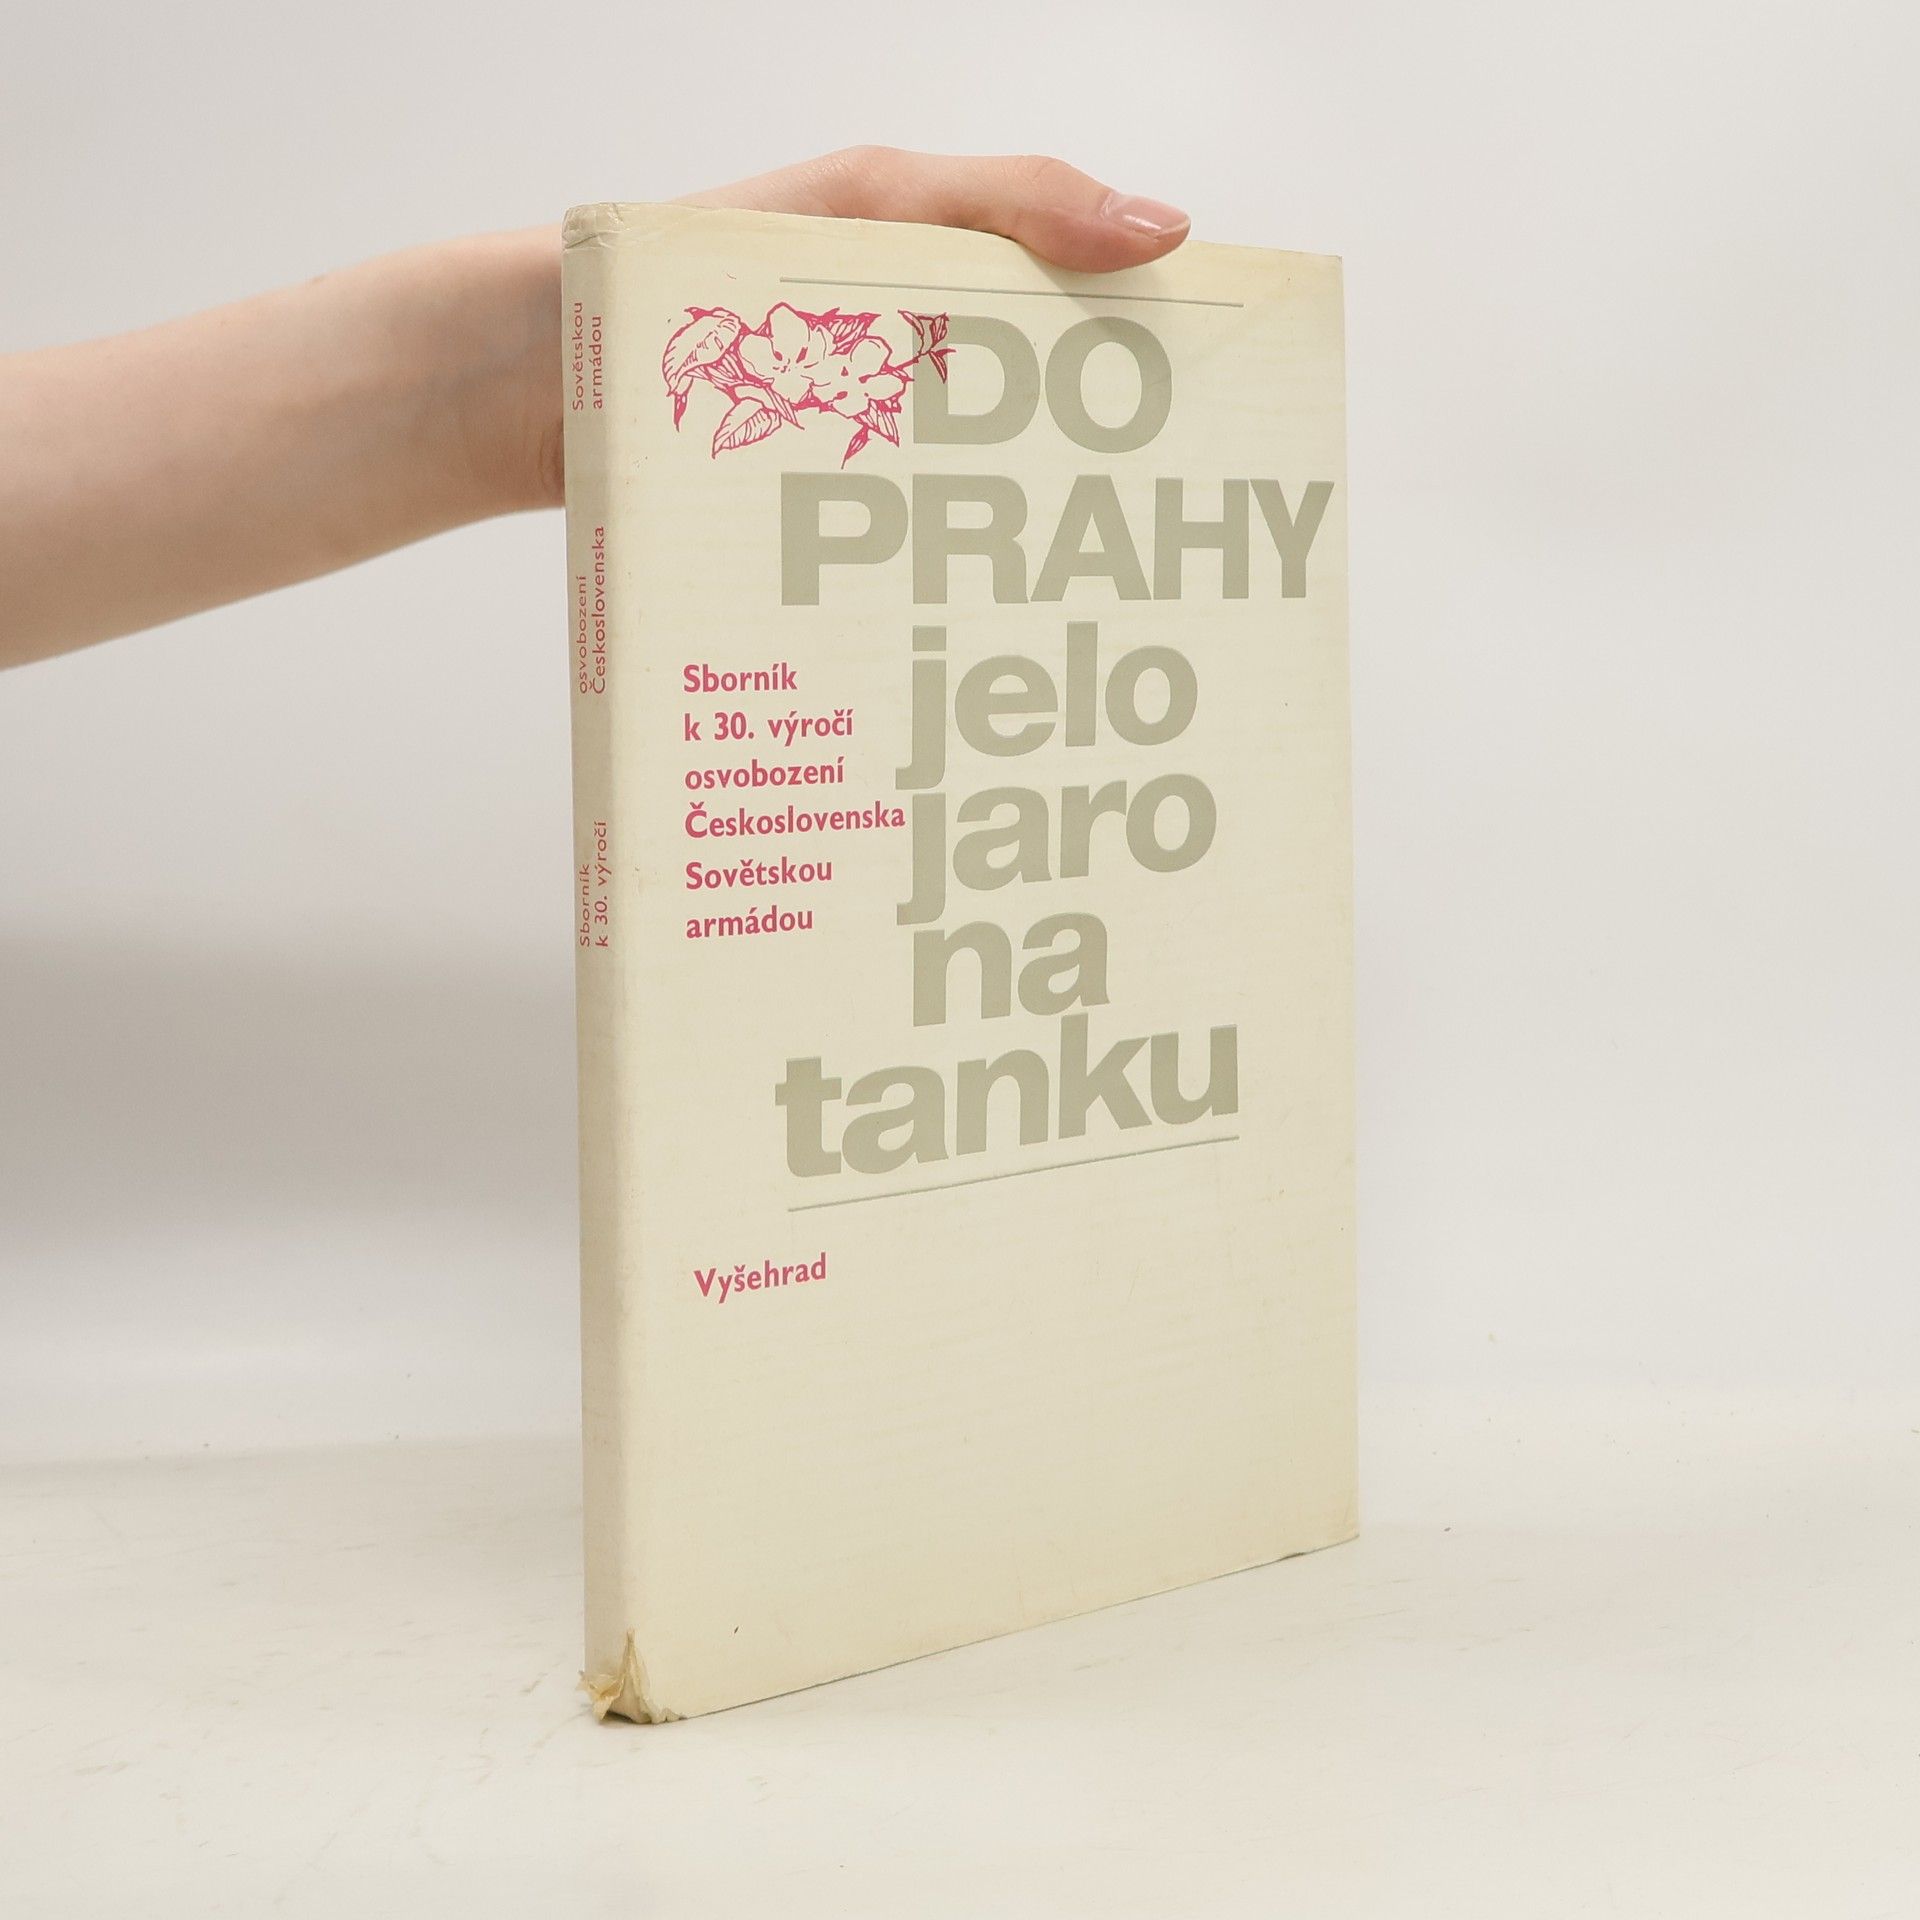 Sovětskou
armádou
osvobození
Československa
Sborník
k 30. výročí
DO
PRAHY
jelo
jaro
na
tanku
Sborník
k 30. výročí
osvobození
Československa
Sovětskou
armádou
Vyšehrad